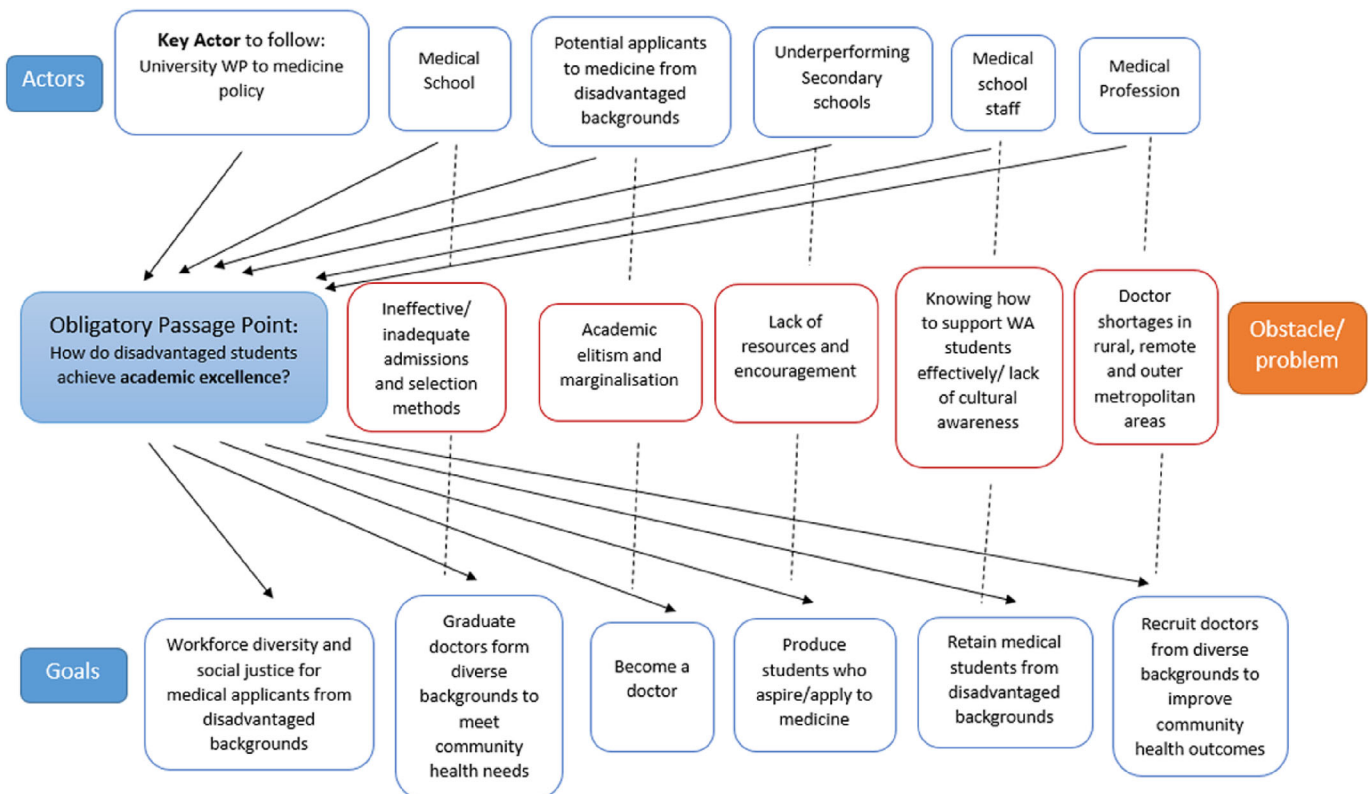 Actors
Key Actor to follow:
University WP to medicine
policy
Medical
School
Potential applicants
to medicine from
disadvantaged
backgrounds
Underperforming
Secondary
schools
Medical
school
staff
Medical
Profession
Obligatory Passage Point:
How do disadvantaged students
achieve academic excellence?
Ineffective/
inadequate
admissions
and selection
methods
Academic
elitism and
marginalisation
Lack of
resources and
encouragement
Knowing how
to support WA
students
effectively/ lack
of cultural
awareness
Doctor
shortages in
rural, remote
and outer
metropolitan
areas
Obstacle/
problem
Goals
Workforce diversity and
social justice for
medical applicants from
disadvantaged
backgrounds
Graduate
doctors form
diverse
backgrounds to
meet
community
health needs
Become a
doctor
Produce
students who
aspire/apply to
medicine
Retain medical
students from
disadvantaged
backgrounds
Recruit doctors
from diverse
backgrounds to
improve
community
health outcomes